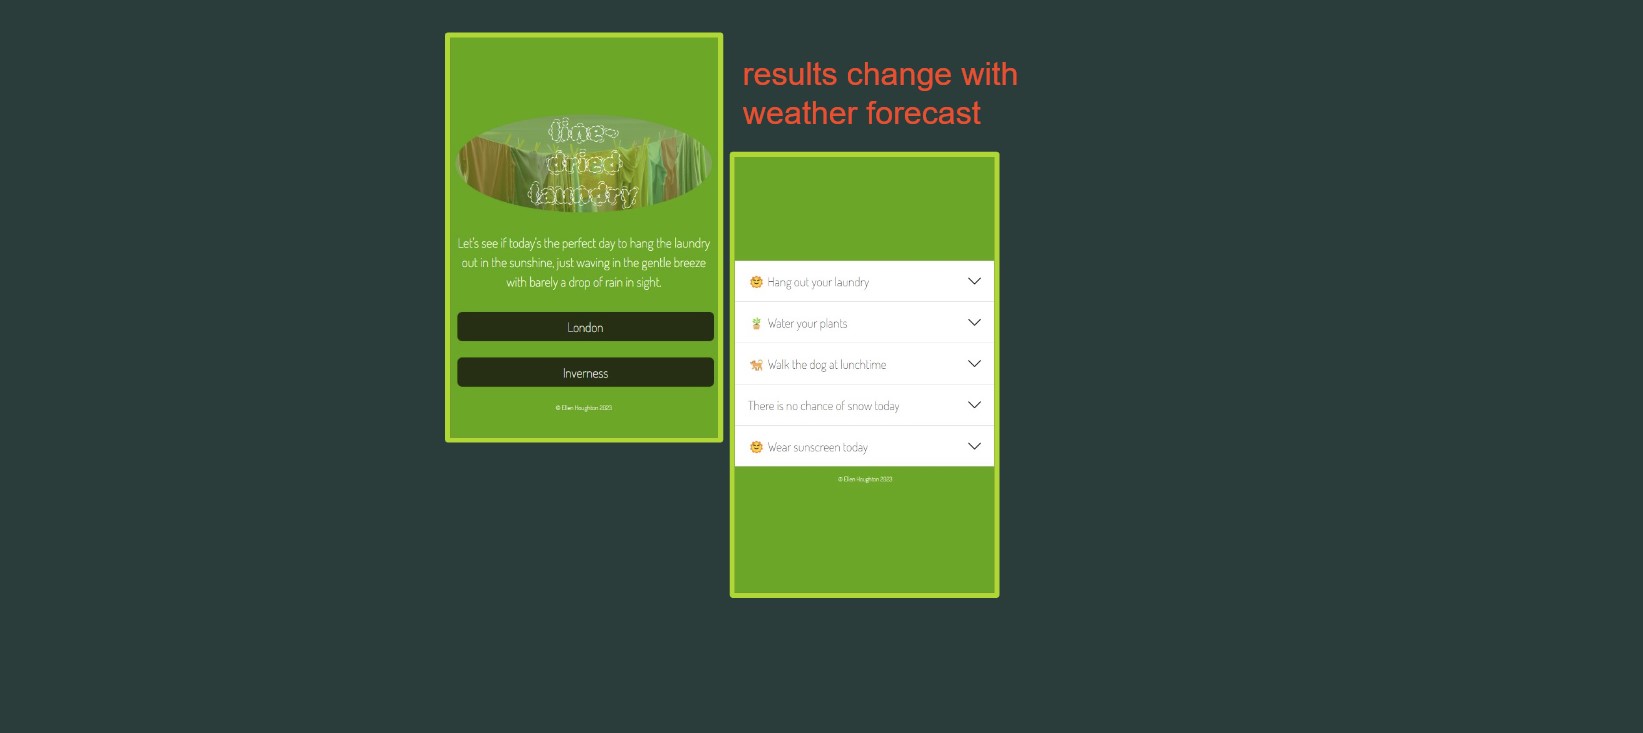 line-
dried
laundry
Let's see if today's the perfect day to hang the laundry
out in the sunshine, just waving in the gentle breeze
with barely a drop of rain in sight.
London
Inverness
© Ellen Houghton 2023
results change with
weather forecast
Hang out your laundry
Water your plants
Walk the dog at lunchtime
There is no chance of snow today
Wear sunscreen today
© Ellen Houghton 2023